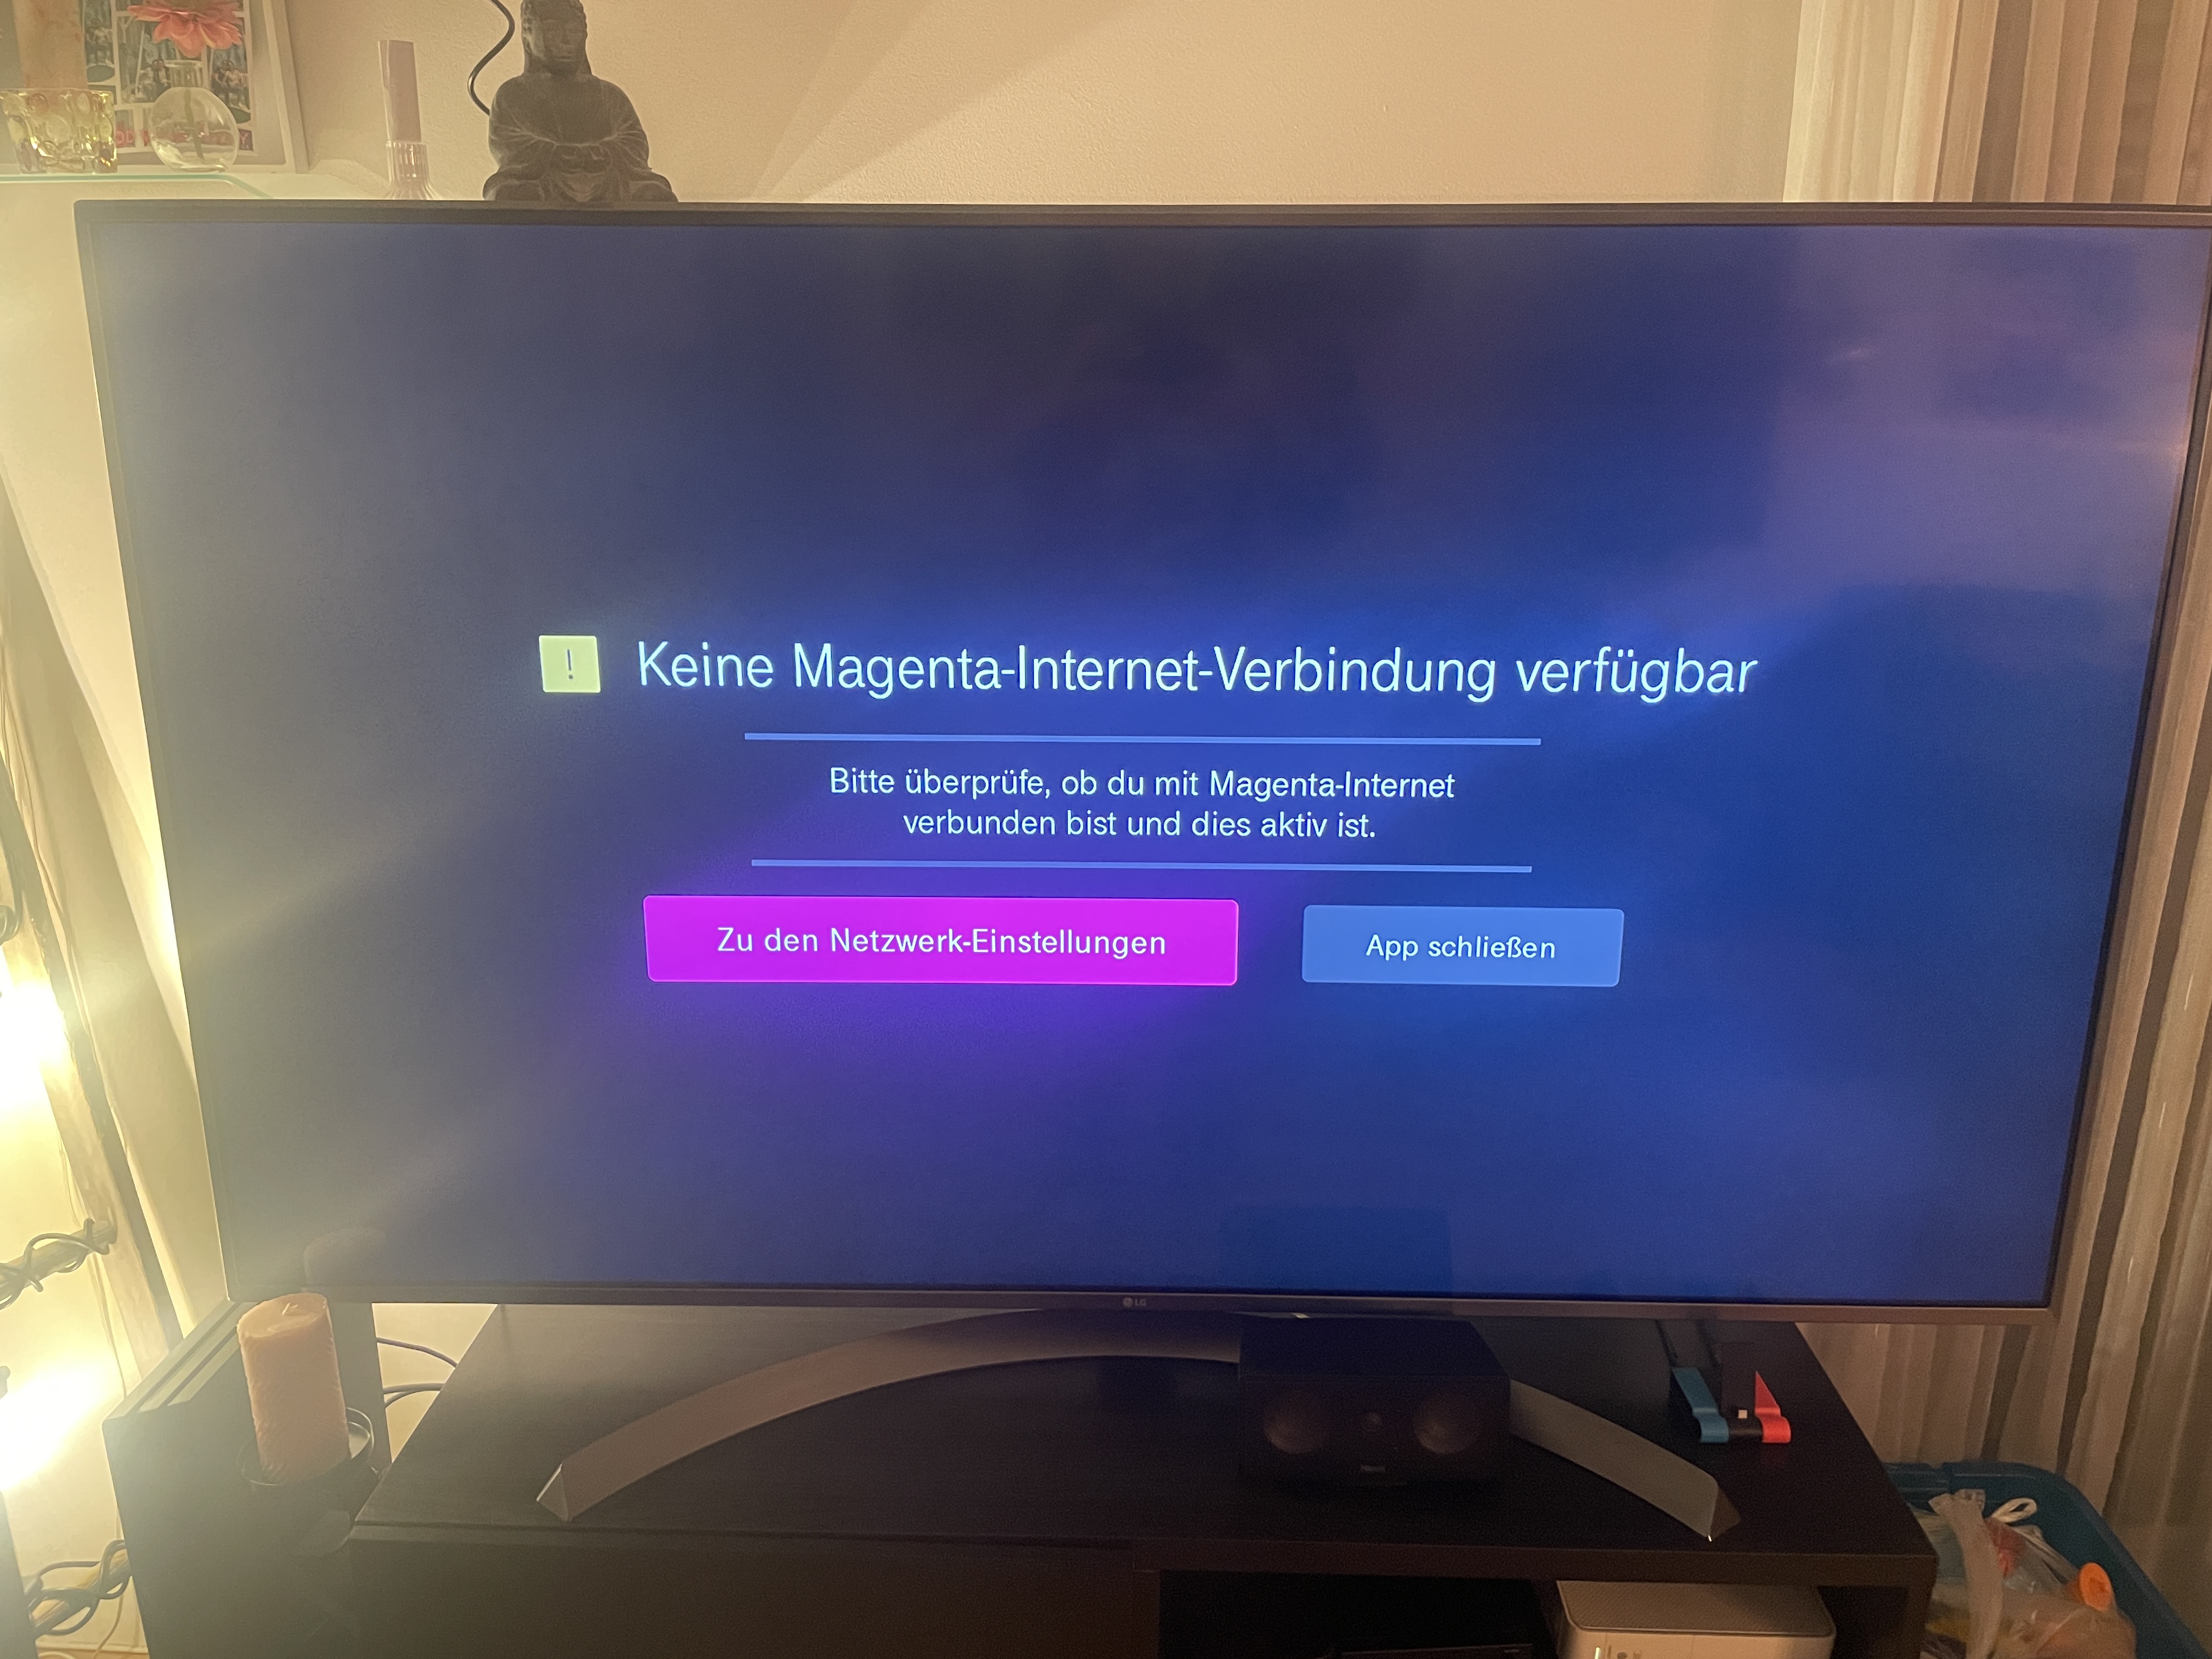 ! Keine Magenta-Internet-Verbindung verfügbar
Bitte überprüfe, ob du mit Magenta-Internet
verbunden bist und dies aktiv ist.
Zu den Netzwerk-Einstellungen
App schließen
LG